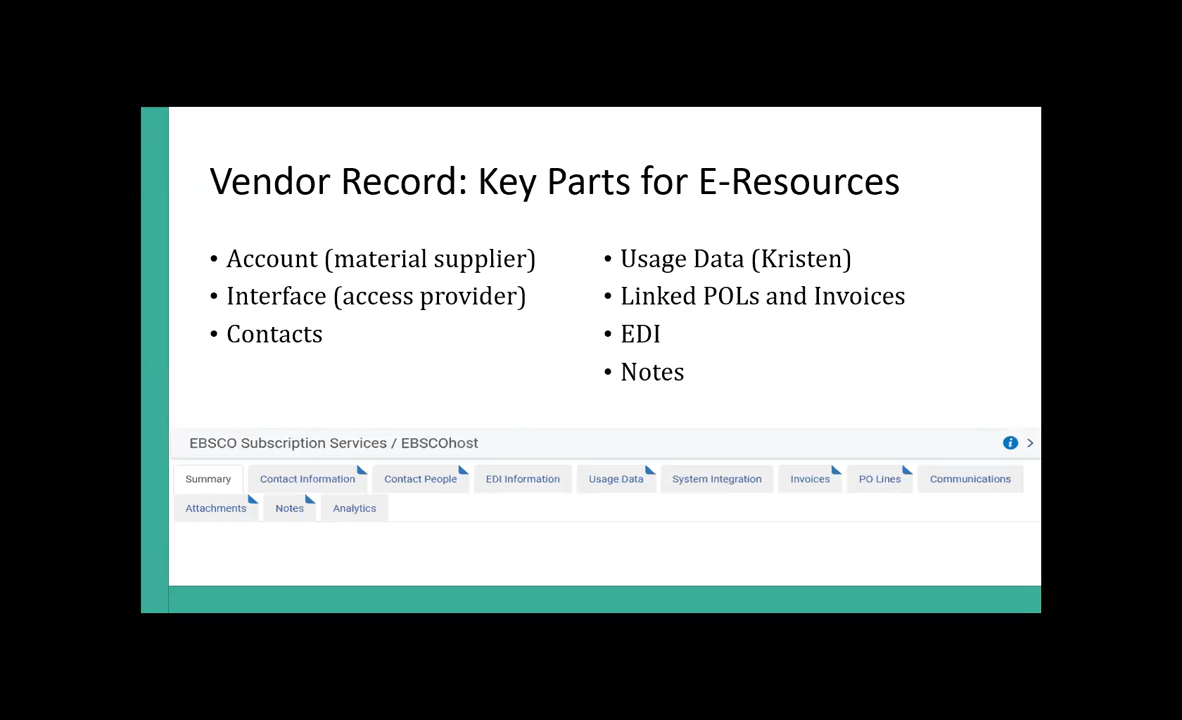 Vendor Record: Key Parts for E-Resources
• Account (material supplier)
• Interface (access provider)
• Contacts
• Usage Data (Kristen)
• Linked POLs and Invoices
• EDI
• Notes
EBSCO Subscription Services / EBSCOhost
Summary Contact Information Contact People EDI Information Usage Data System Integration Invoices PO Lines Communications
Attachments Notes Analytics